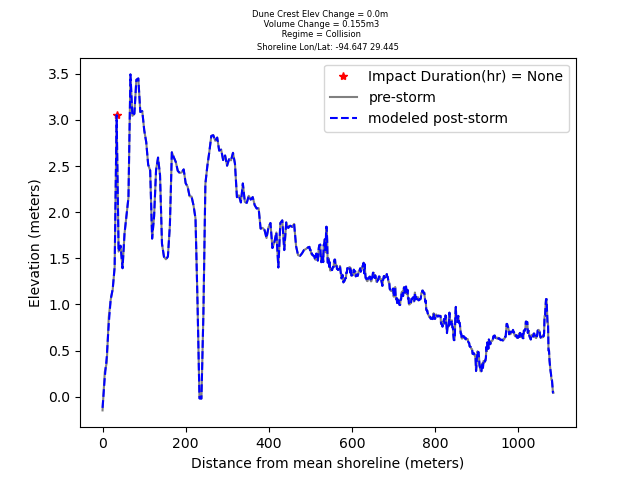 Dune Crest Elev Change = 0.0m
Volume Change = 0.155m3
Regime = Collision
Shoreline Lon/Lat: -94.647 29.445
Impact Duration(hr) = None
pre-storm
modeled post-storm
Elevation (meters)
3.5
3.0
2.5
2.0
1.5
1.0
0.5
0.0
0 200 400 600 800 1000
Distance from mean shoreline (meters)